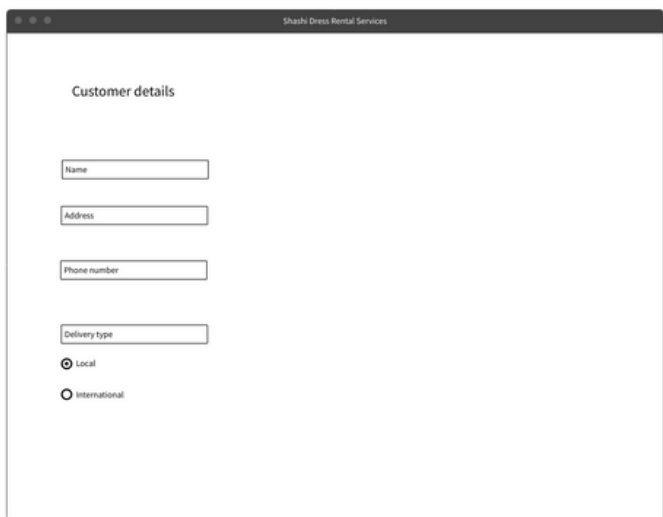 Shashi Dress Rental Services
Customer details
Name
Address
Phone number
Delivery type
Local
International